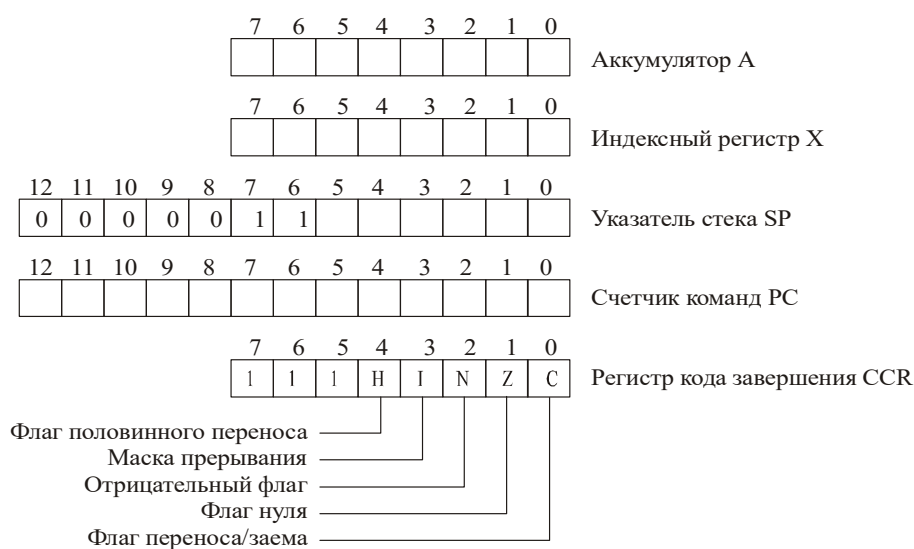 7 6 5 4 3 2 1 0
Аккумулятор А
7 6 5 4 3 2 1 0
Индексный регистр X
12 11 10 9 8 7 6 5 4 3 2 1 0
0 0 0 0 0 1 1 Указатель стека SP
12 11 10 9 8 7 6 5 4 3 2 1 0
Счетчик команд PC
7 6 5 4 3 2 1 0
1 1 1 H I N Z C Регистр кода завершения CCR
Флаг половинного переноса
Маска прерывания
Отрицательный флаг
Флаг нуля
Флаг переноса/заема